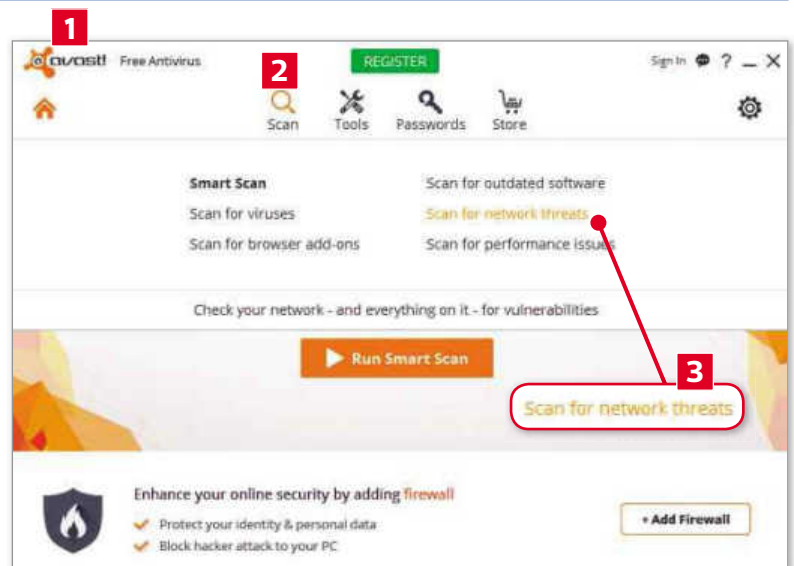 1
avast! Free Antivirus
2
REGISTER
Sign In ? _ X
Scan Tools Passwords Store
Smart Scan Scan for outdated software
Scan for viruses Scan for network threats
Scan for browser add-ons Scan for performance issues
Check your network - and everything on it - for vulnerabilities
Run Smart Scan
3
Scan for network threats
Enhance your online security by adding firewall
Protect your identity & personal data
+ Add Firewall
Block hacker attack to your PC